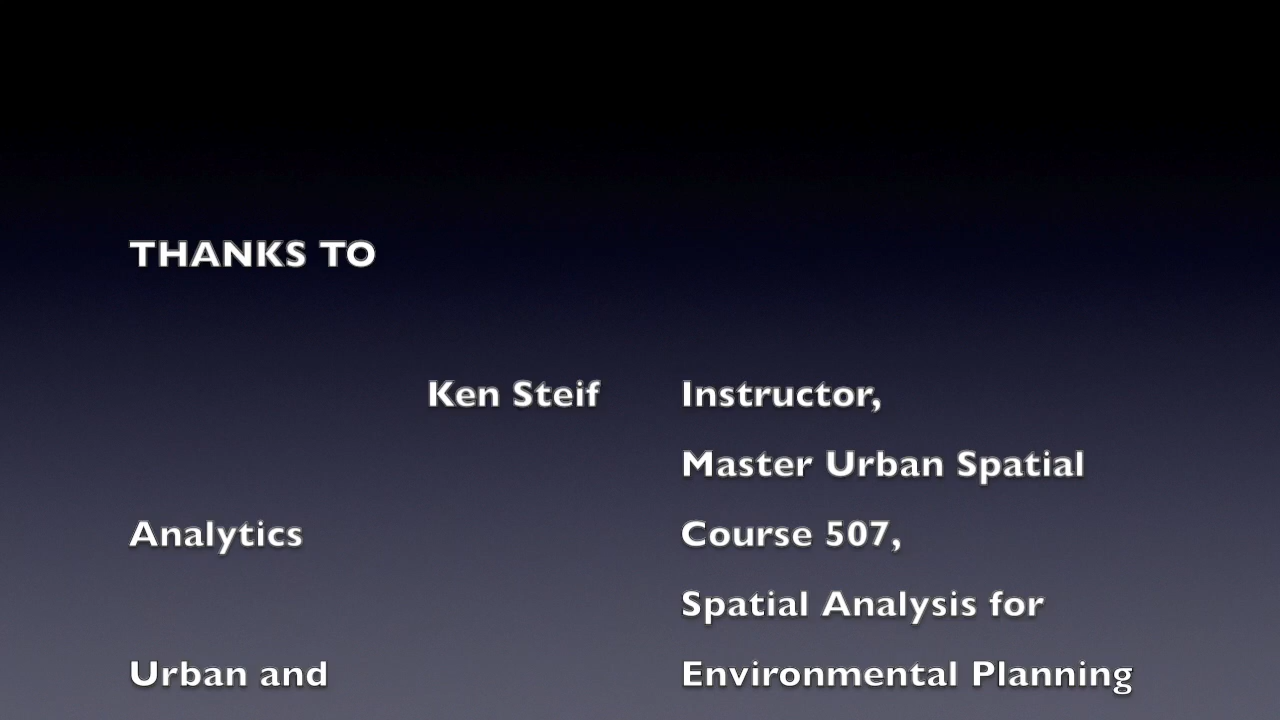 THANKS TO
Ken Steif Instructor,
Master Urban Spatial
Analytics Course 507,
Spatial Analysis for
Urban and Environmental Planning